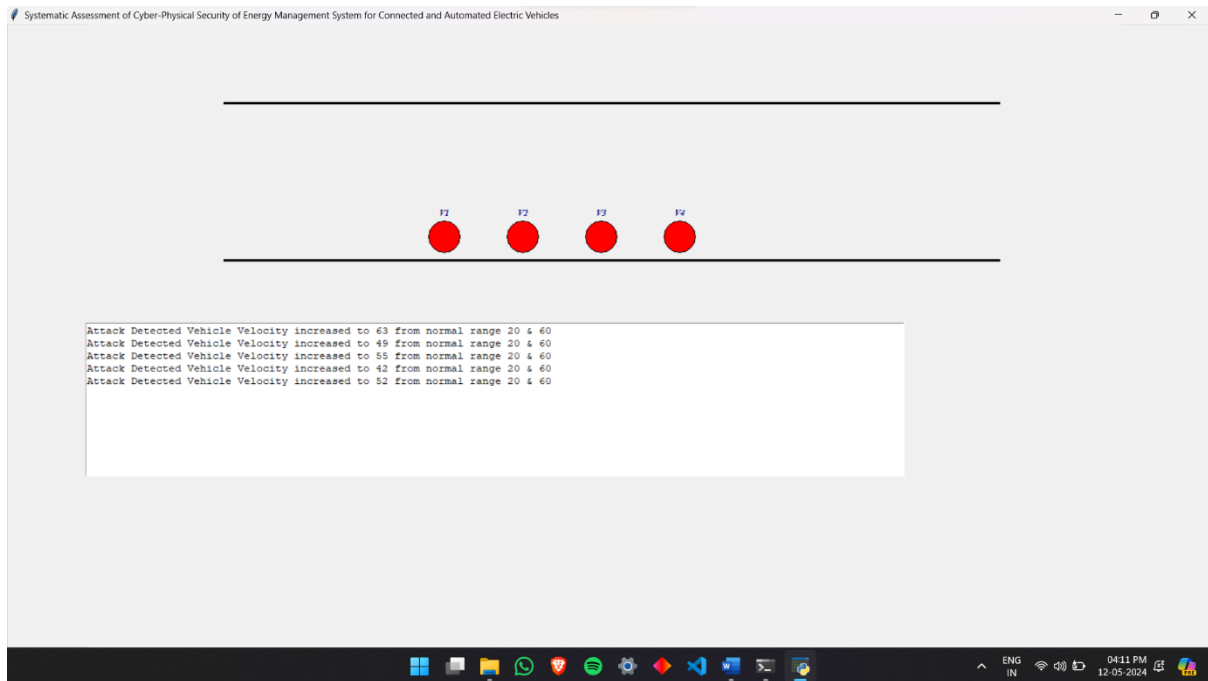 Systematic Assessment of Cyber-Physical Security of Energy Management System for Connected and Automated Electric Vehicles
V1 V2 V3 V4
Attack Detected Vehicle Velocity increased to 63 from normal range 20 & 60
Attack Detected Vehicle Velocity increased to 49 from normal range 20 & 60
Attack Detected Vehicle Velocity increased to 55 from normal range 20 & 60
Attack Detected Vehicle Velocity increased to 42 from normal range 20 & 60
Attack Detected Vehicle Velocity increased to 52 from normal range 20 & 60
ENG 04:11 PM
IN 12-05-2024